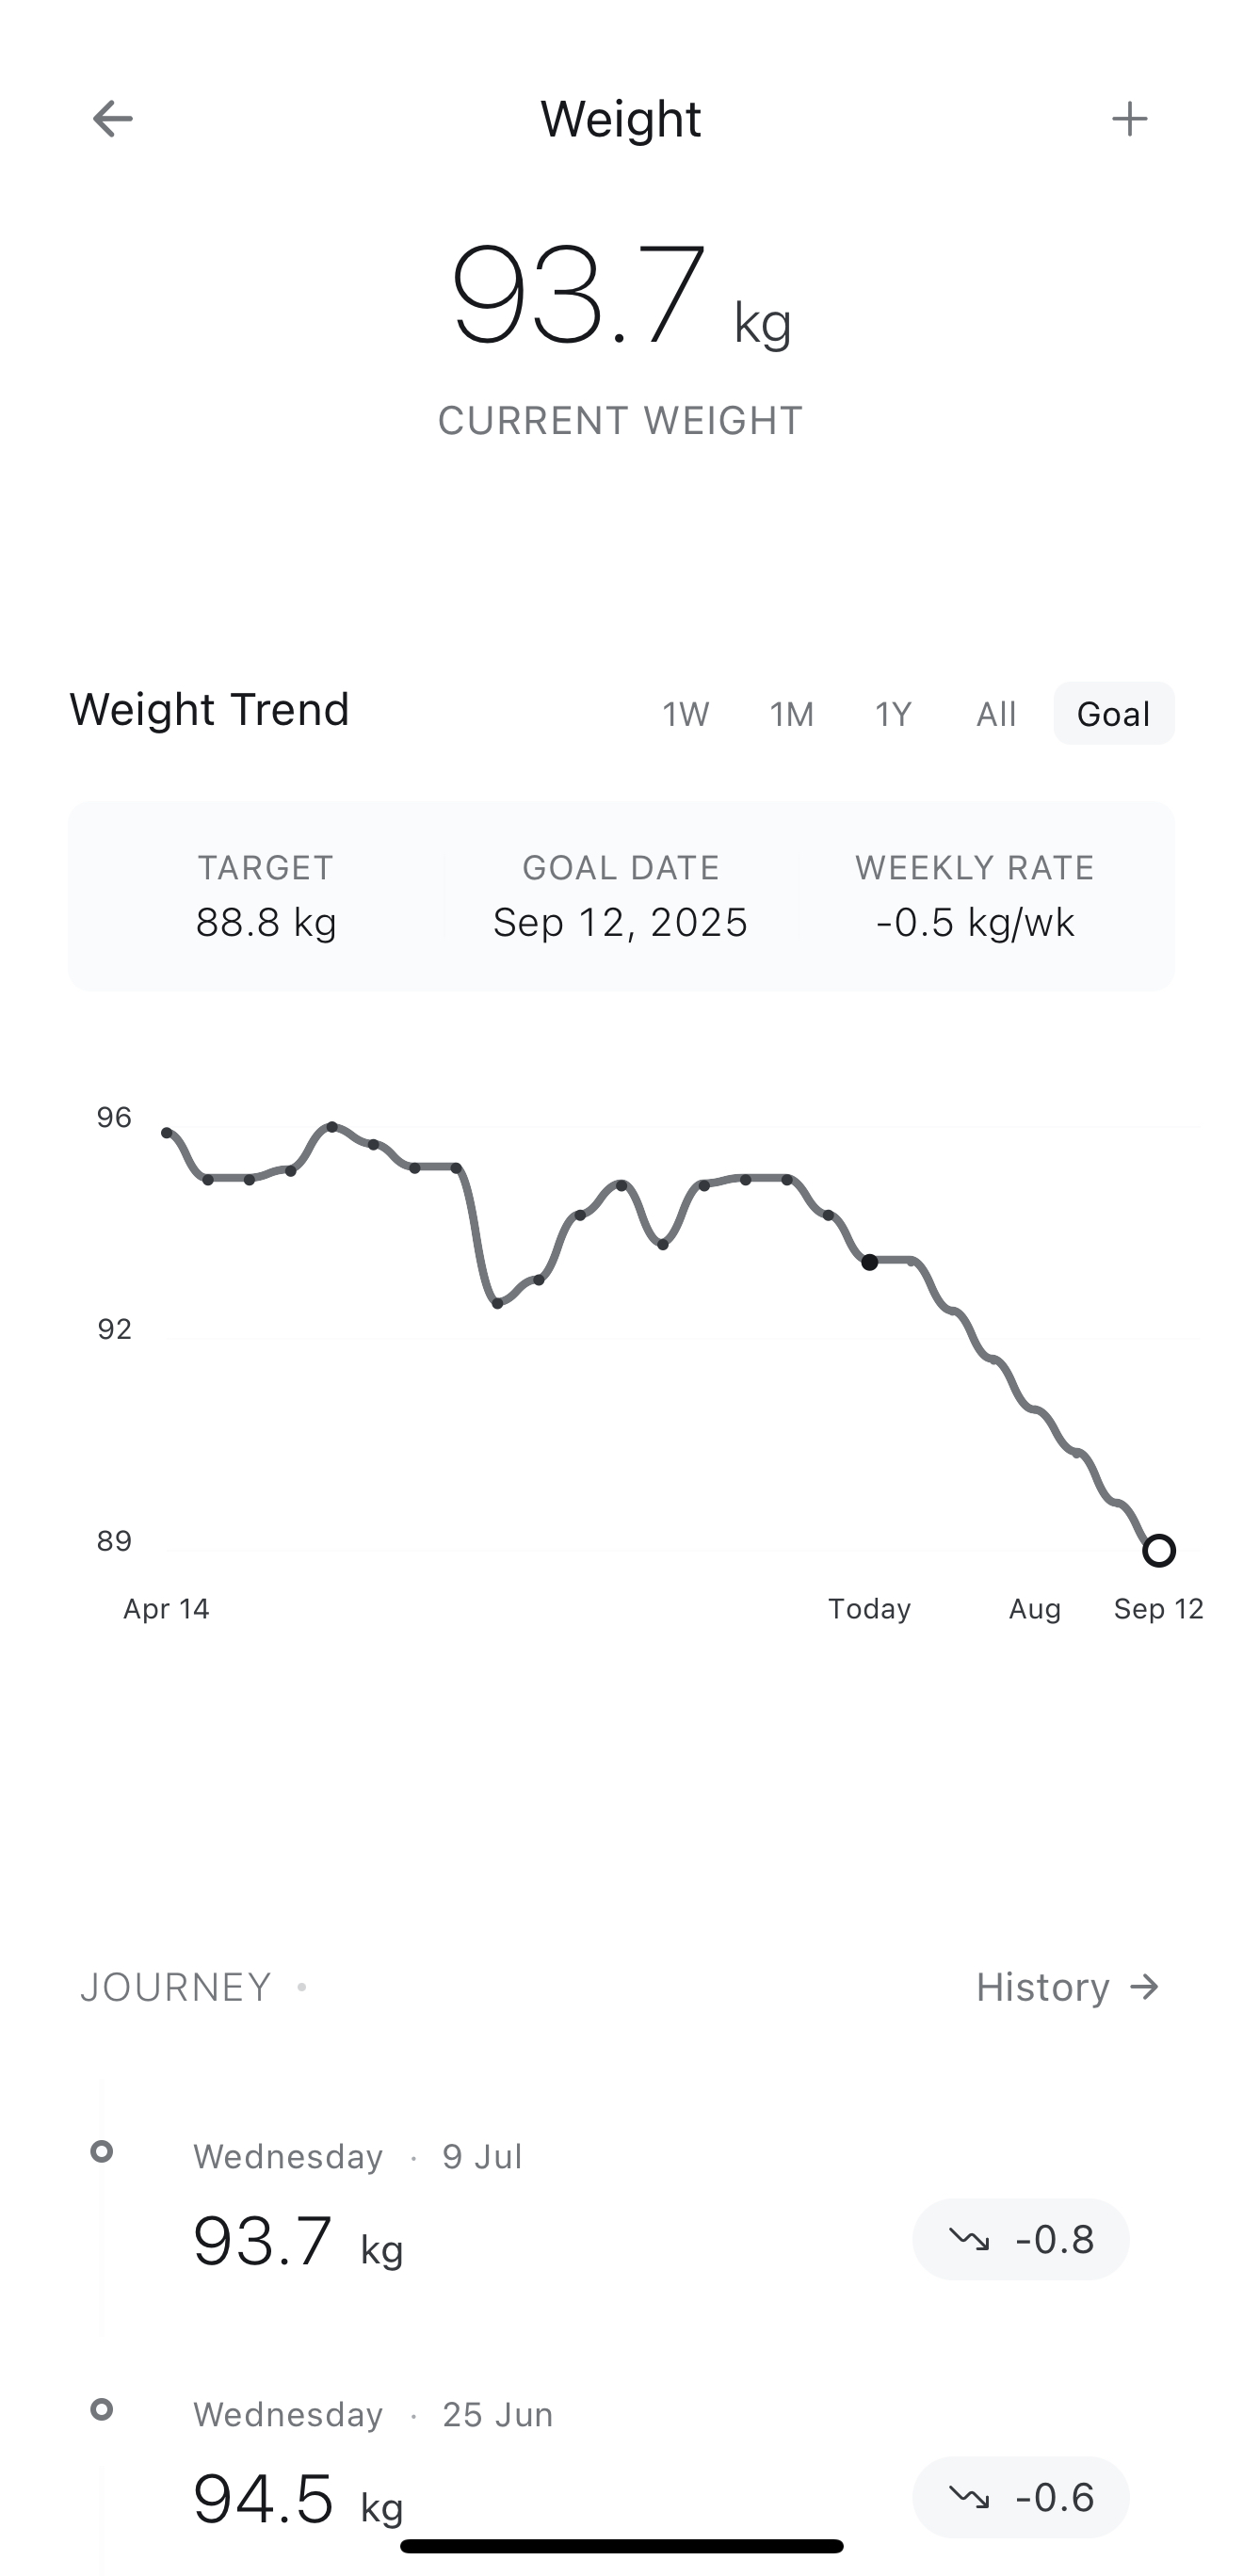 Weight
93.7 kg
CURRENT WEIGHT
Weight Trend 1W 1M 1Y All Goal
TARGET GOAL DATE WEEKLY RATE
88.8 kg Sep 12, 2025 -0.5 kg/wk
96
92
89
Apr 14 Today Aug Sep 12
JOURNEY • History →
Wednesday · 9 Jul
93.7 kg -0.8
Wednesday · 25 Jun
94.5 kg -0.6